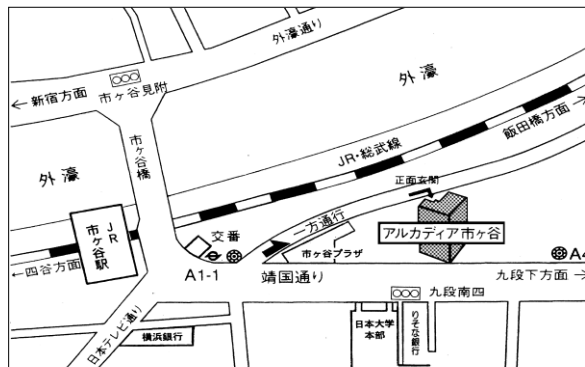 外濠通り
外濠
←新宿方面
市ヶ谷見附
飯田橋方面→
市ヶ谷橋
JR・総武線
外濠
正面玄関
一方通行
交番
アルカディア市ヶ谷
JR
市ヶ谷駅
市ヶ谷プラザ
←四谷方面
A1-1
靖国通り
九段下方面→
A4
九段南四
日本テレビ通り
横浜銀行
日本大学
本部
りそな銀行